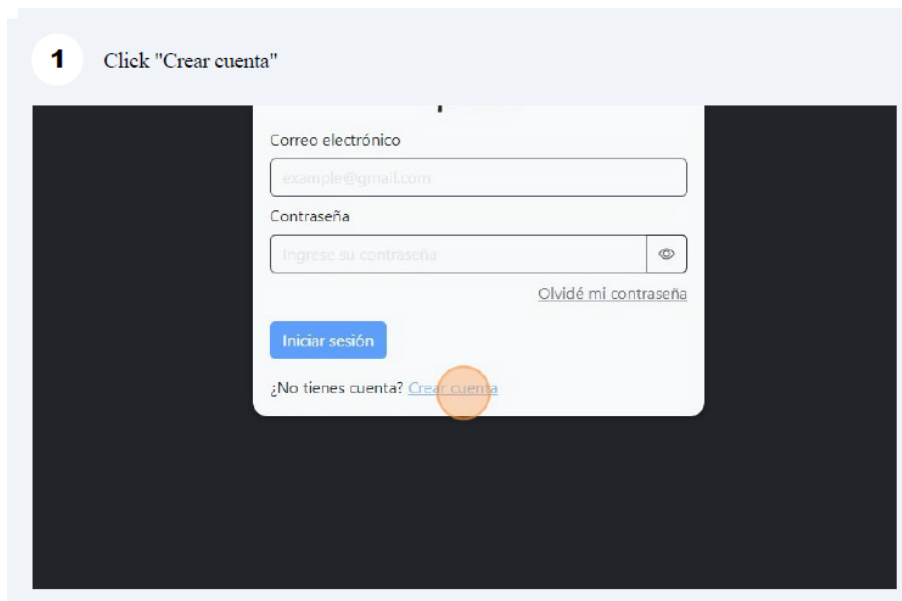 1
Click "Crear cuenta"
Correo electrónico
example@gmail.com
Contraseña
Ingrese su contraseña
Olvidé mi contraseña
Iniciar sesión
¿No tienes cuenta? Crear cuenta